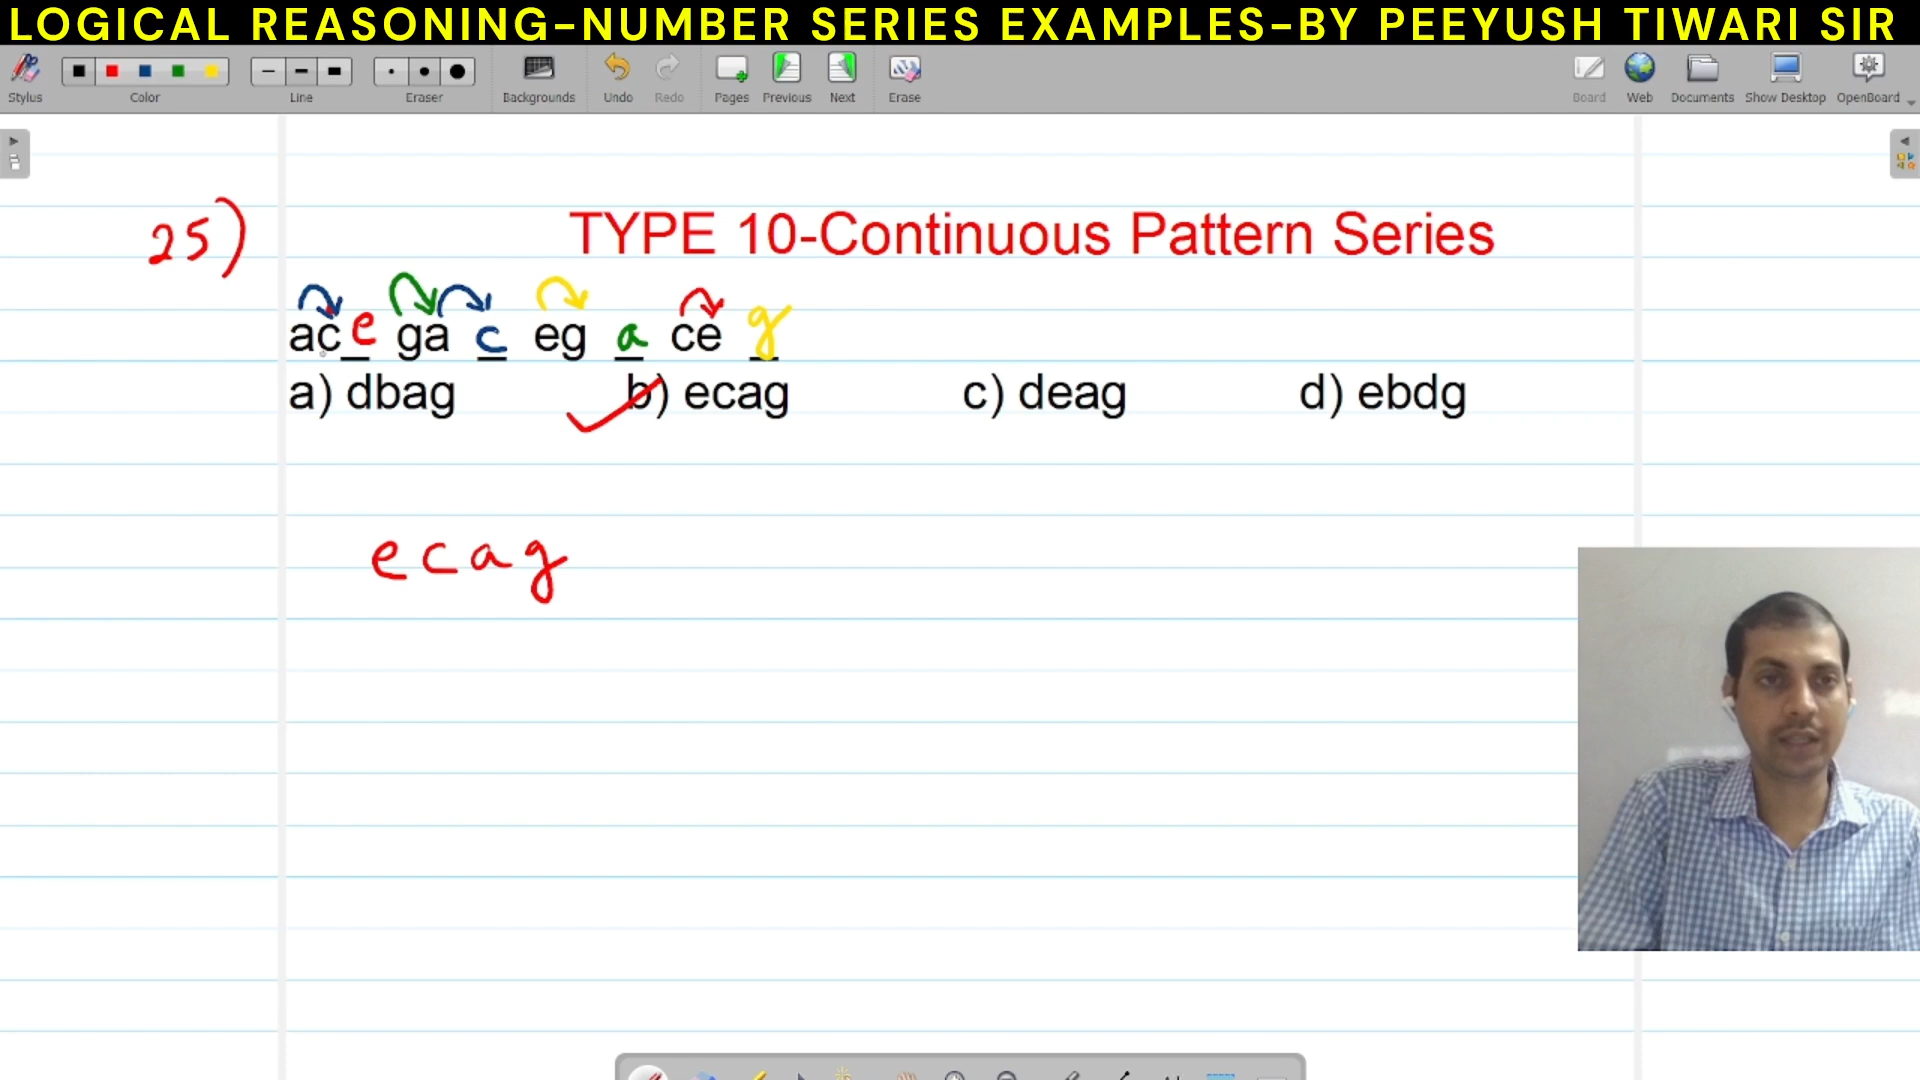 LOGICAL REASONING-NUMBER SERIES EXAMPLES-BY PEEYUSH TIWARI SIR
Stylus Color Line Eraser Backgrounds Undo Redo Pages Previous Next Erase Board Web Documents Show Desktop OpenBoard
25) TYPE 10-Continuous Pattern Series
ac e ga c eg a ce g
a) dbag b) ecag c) deag d) ebdg
e c a g